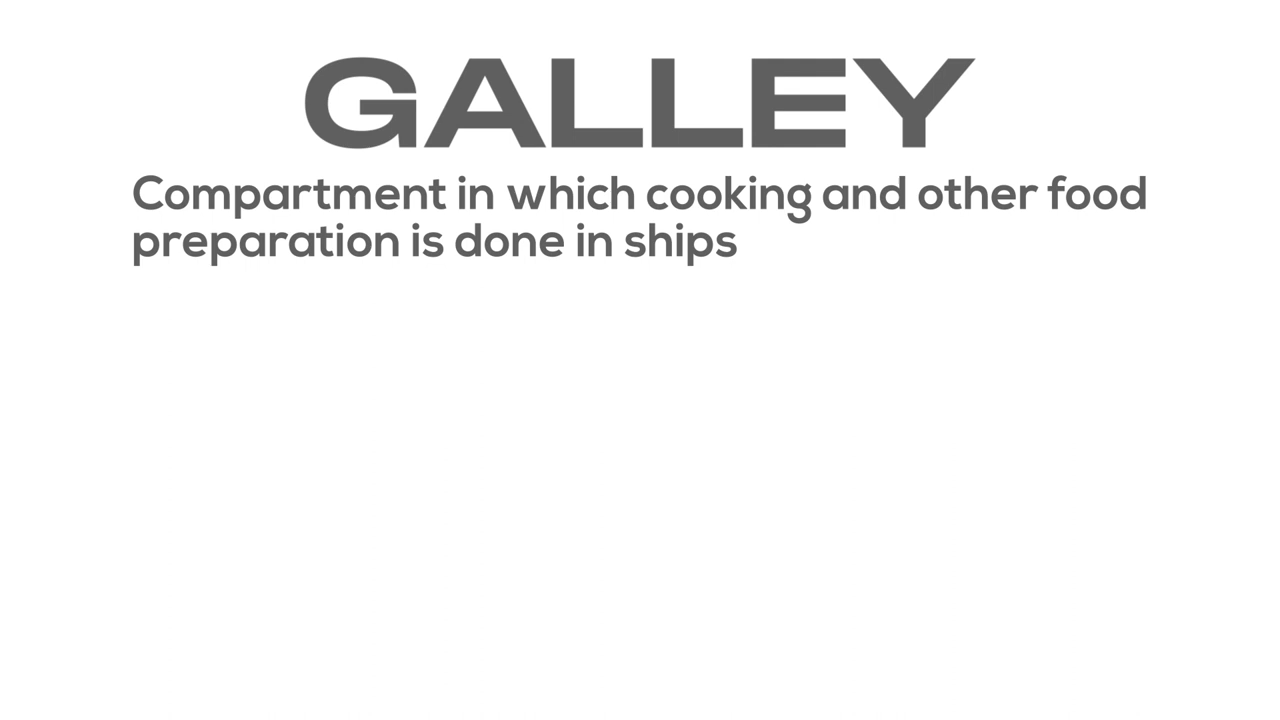 GALLEY
Compartment in which cooking and other food
preparation is done in ships